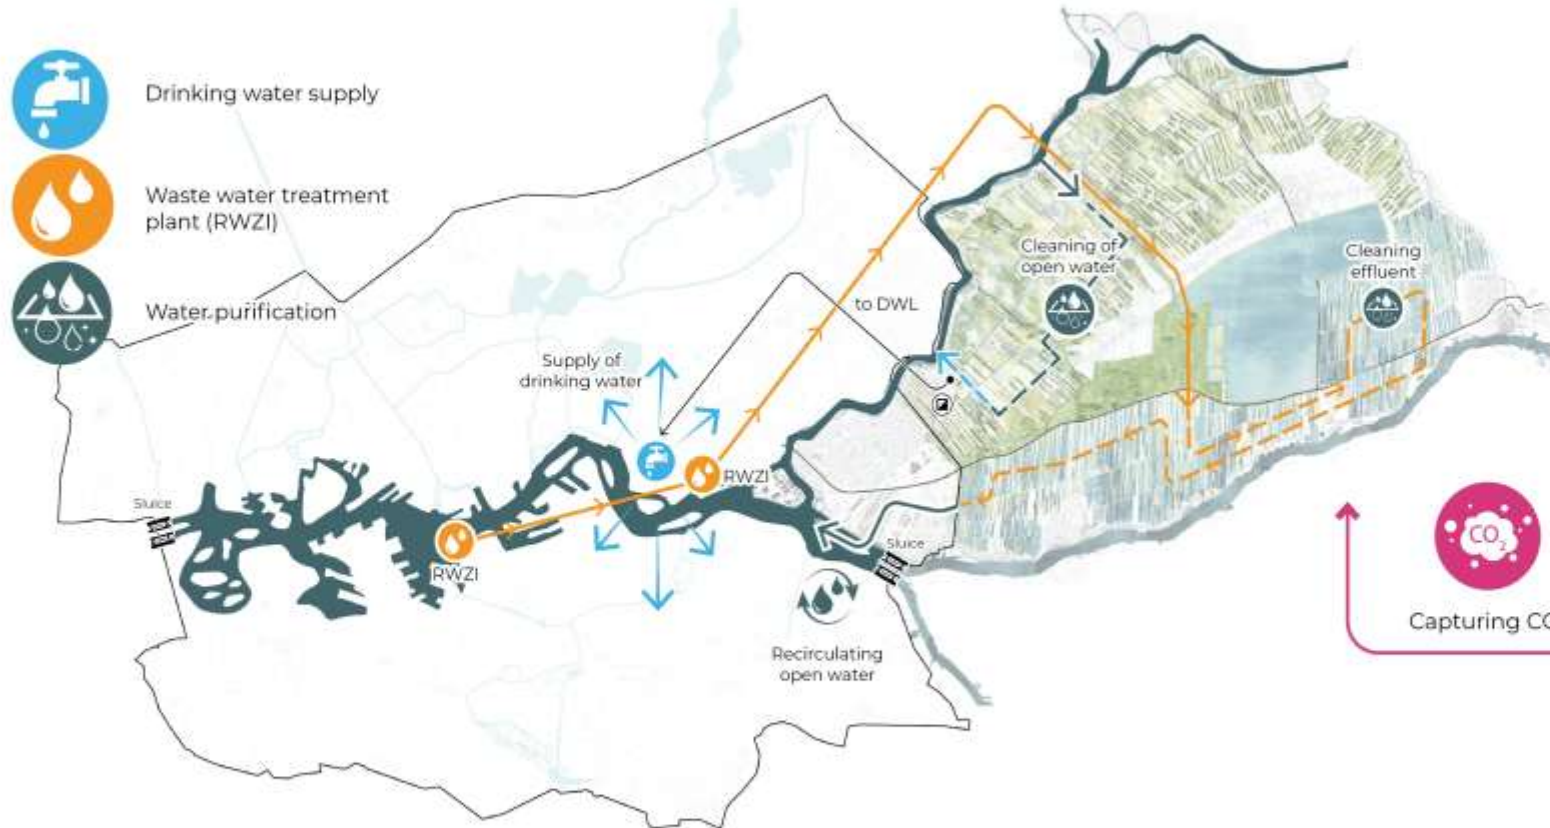 Drinking water supply
Waste water treatment
plant (RWZI)
Water purification
Supply of
drinking water
to DWL
Cleaning of
open water
Cleaning
effluent
Sluice
RWZI
RWZI
Sluice
Recirculating
open water
CO₂
Capturing CO